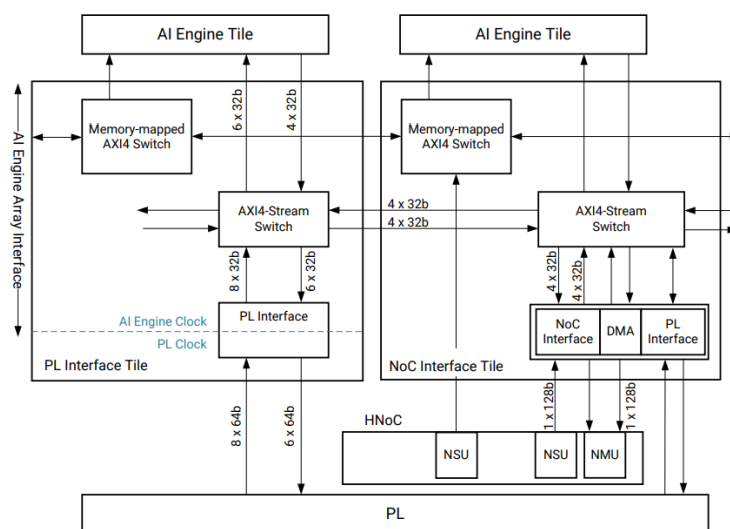 AI Engine Tile
AI Engine Tile
AI Engine Array Interface
6 x 32b
4 x 32b
Memory-mapped
AXI4 Switch
Memory-mapped
AXI4 Switch
AXI4-Stream
Switch
4 x 32b
4 x 32b
AXI4-Stream
Switch
8 x 32b
6 x 32b
4 x 32b
4 x 32b
AI Engine Clock
PL Clock
PL Interface
NoC
Interface
DMA
PL
Interface
PL Interface Tile
NoC Interface Tile
8 x 64b
6 x 64b
1 x 128b
1 x 128b
HNoC
NSU
NSU
NMU
PL